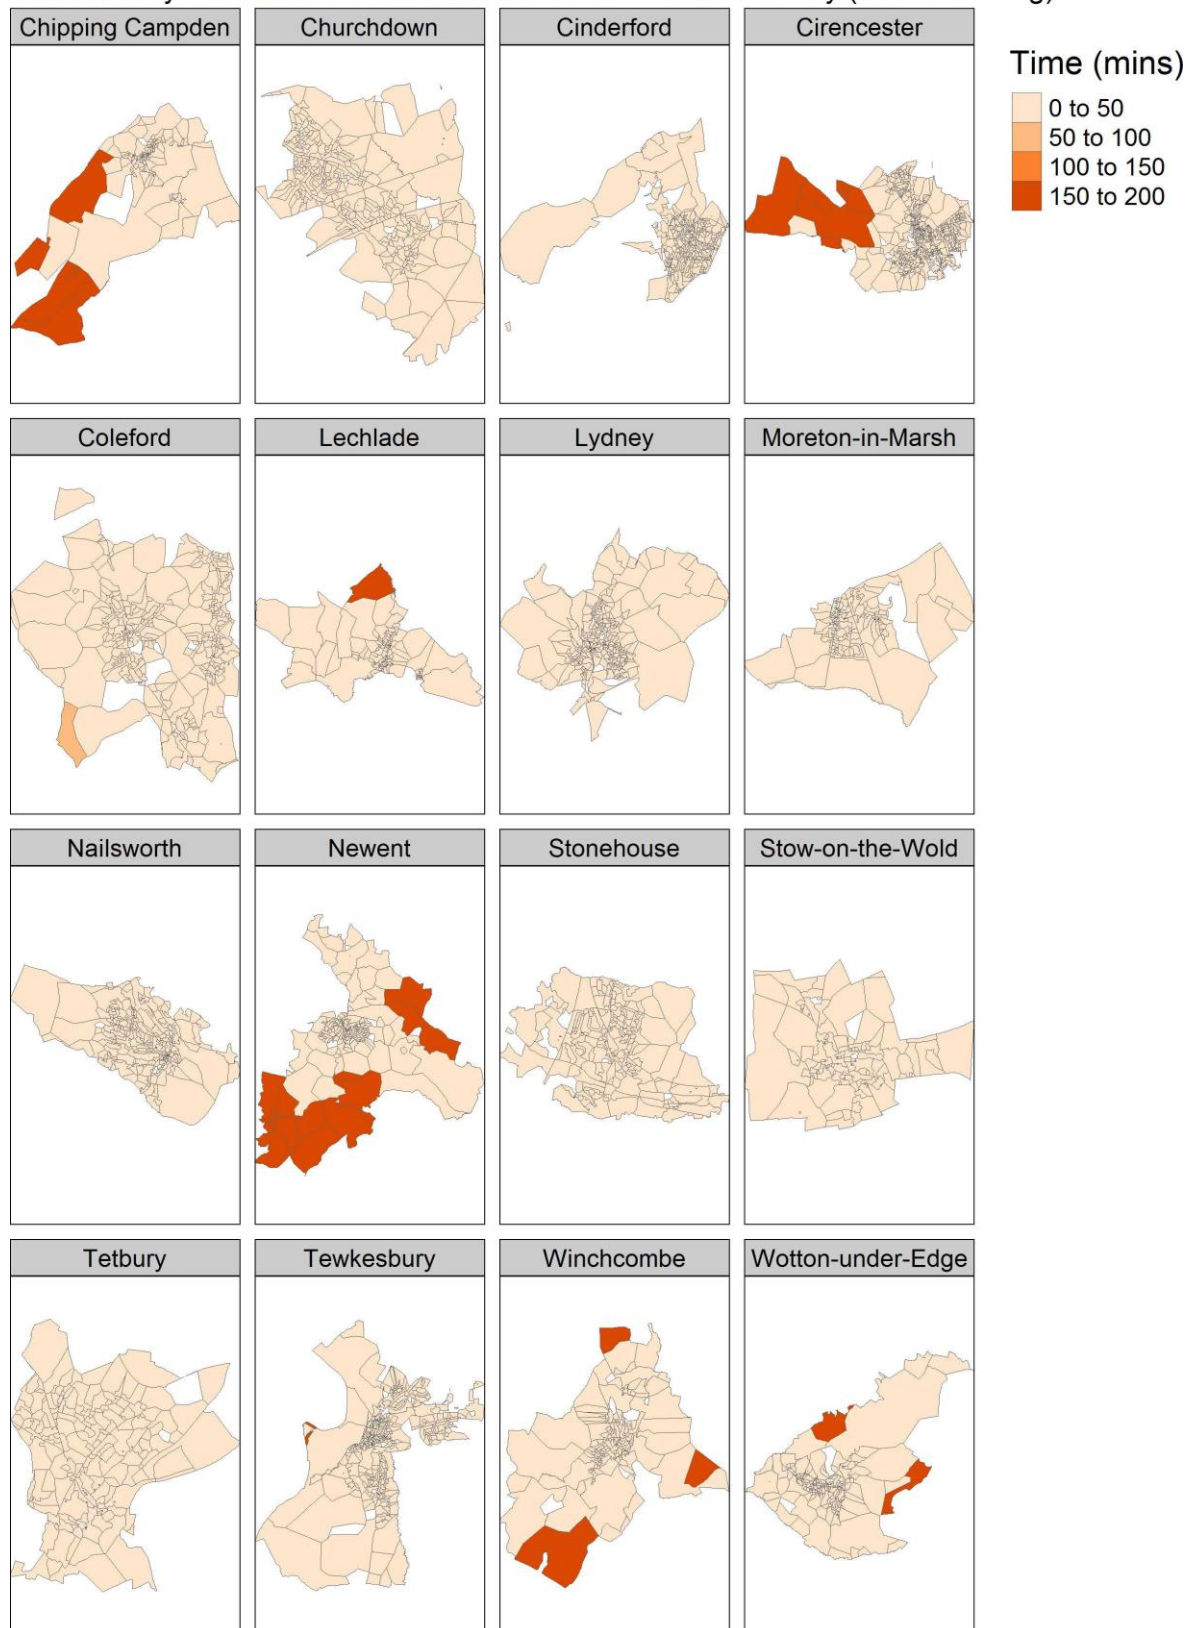 Chipping Campden Churchdown Cinderford Cirencester
Time (mins)
0 to 50
50 to 100
100 to 150
150 to 200
Coleford Lechlade Lydney Moreton-in-Marsh
Nailsworth Newent Stonehouse Stow-on-the-Wold
Tetbury Tewkesbury Winchcombe Wotton-under-Edge